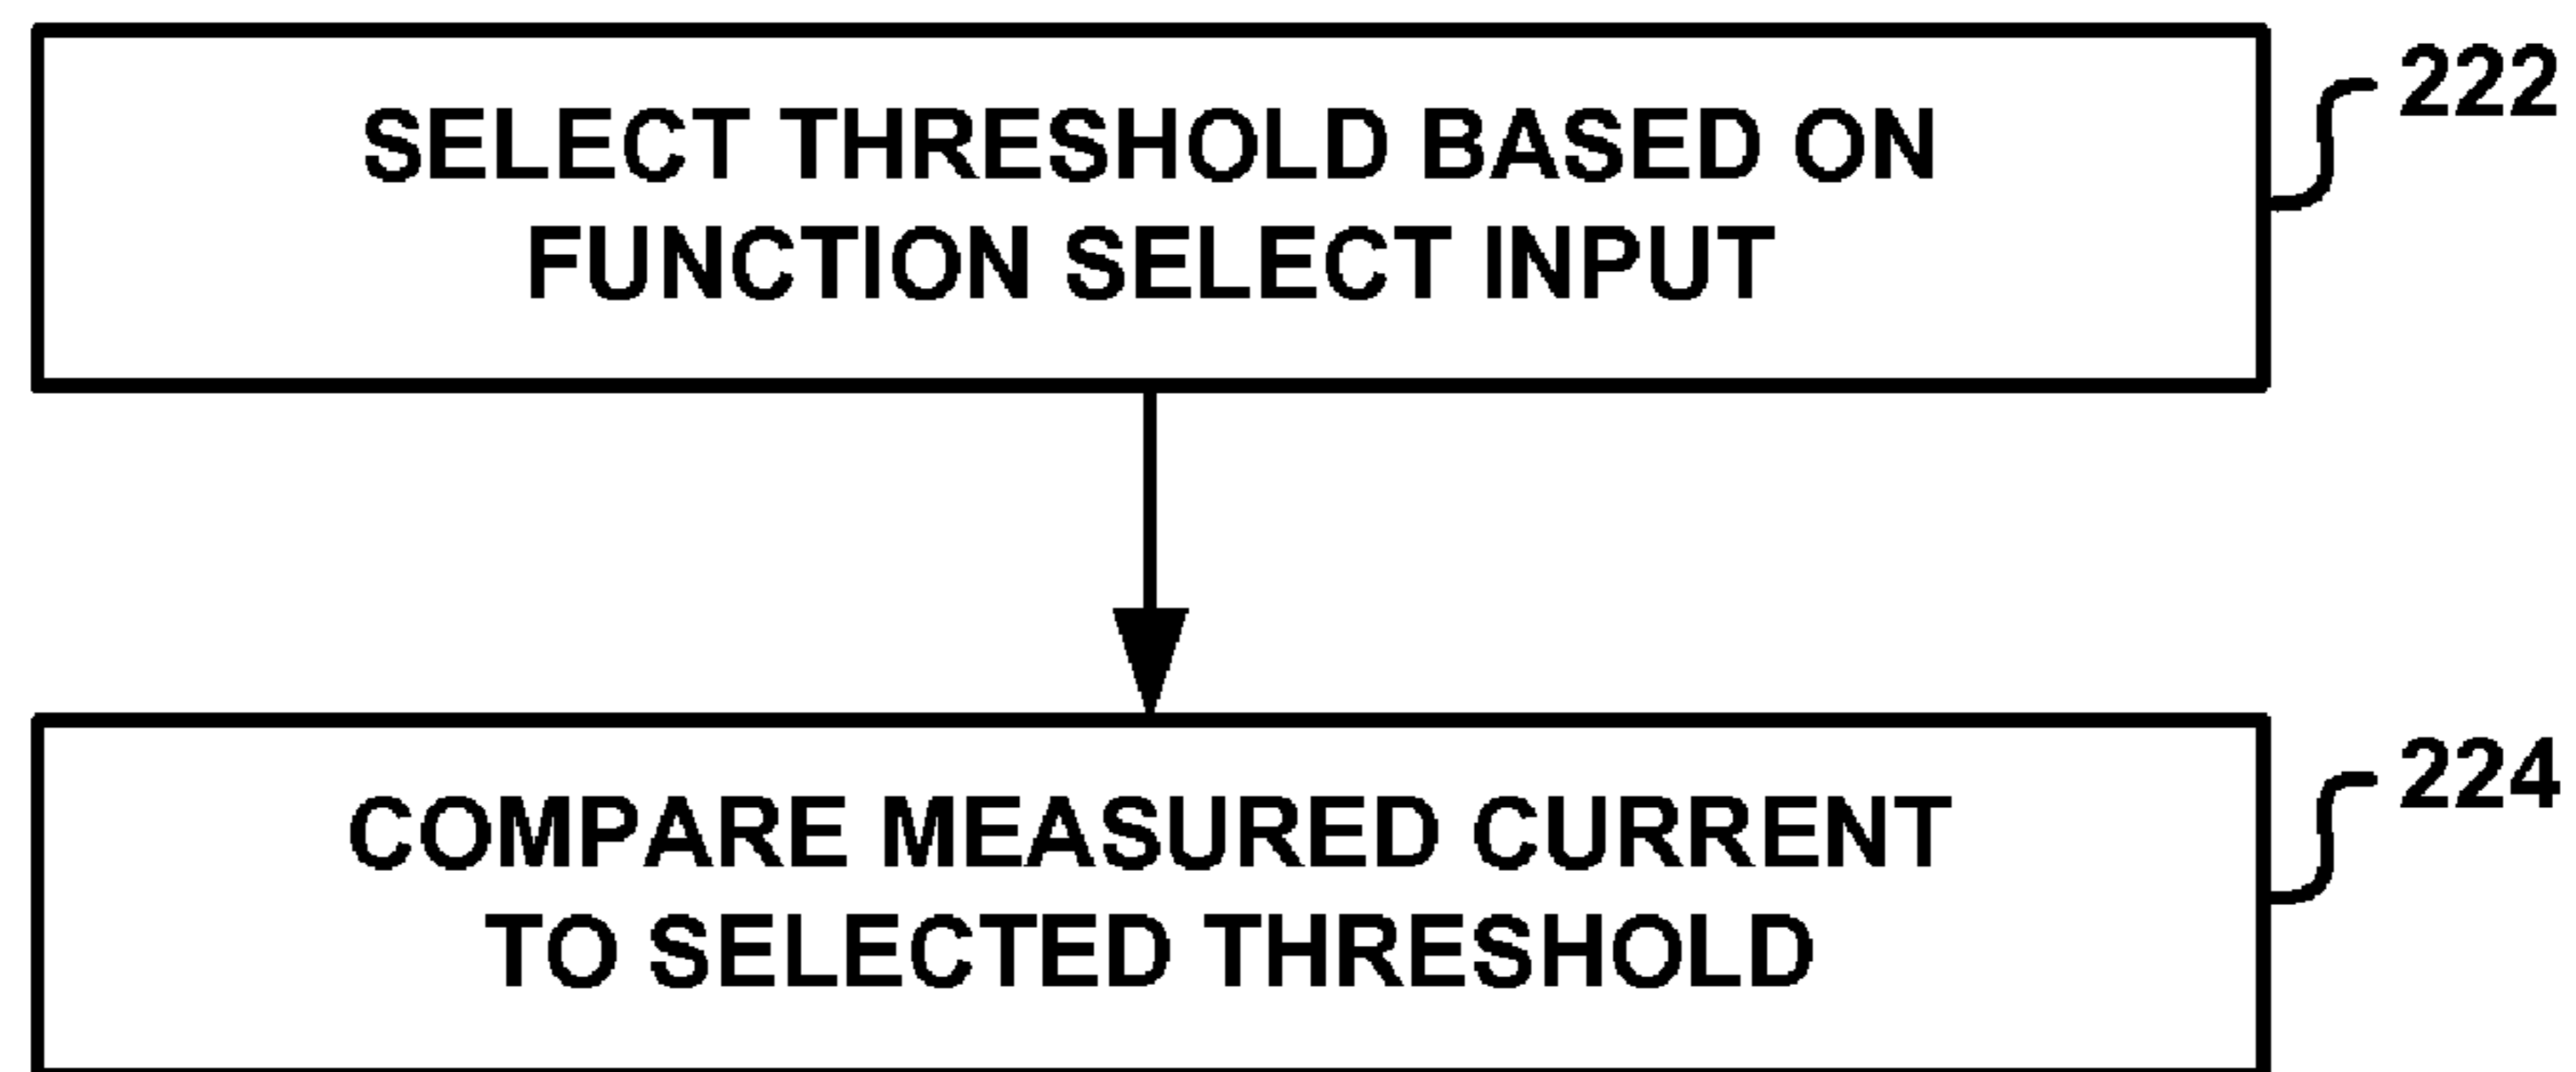 SELECT THRESHOLD BASED ON
FUNCTION SELECT INPUT
222
COMPARE MEASURED CURRENT
TO SELECTED THRESHOLD
224